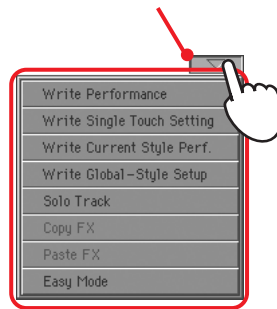 Write Performance
Write Single Touch Setting
Write Current Style Perf.
Write Global-Style Setup
Solo Track
Copy FX
Paste FX
Easy Mode